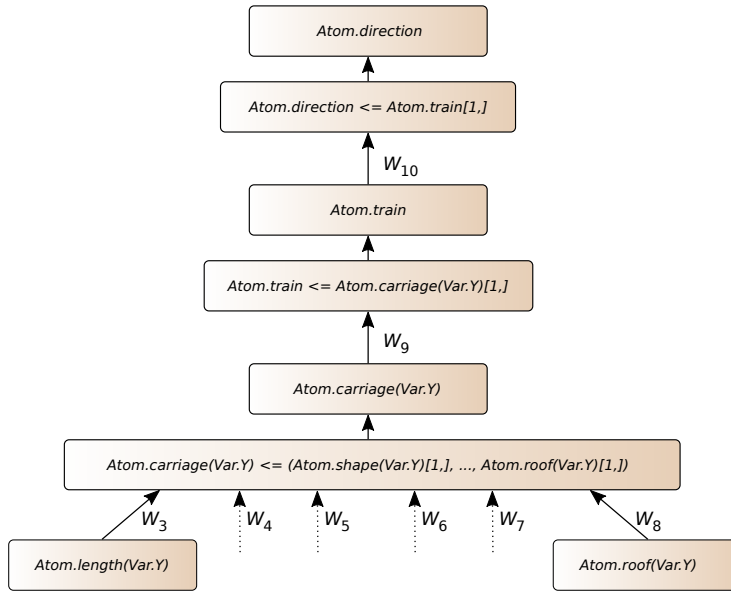 Atom.direction
Atom.direction <= Atom.train[1,]
W10
Atom.train
Atom.train <= Atom.carriage(Var.Y)[1,]
W9
Atom.carriage(Var.Y)
Atom.carriage(Var.Y) <= (Atom.shape(Var.Y)[1,], ..., Atom.roof(Var.Y)[1,])
W3 W4 W5 W6 W7 W8
Atom.length(Var.Y) Atom.roof(Var.Y)